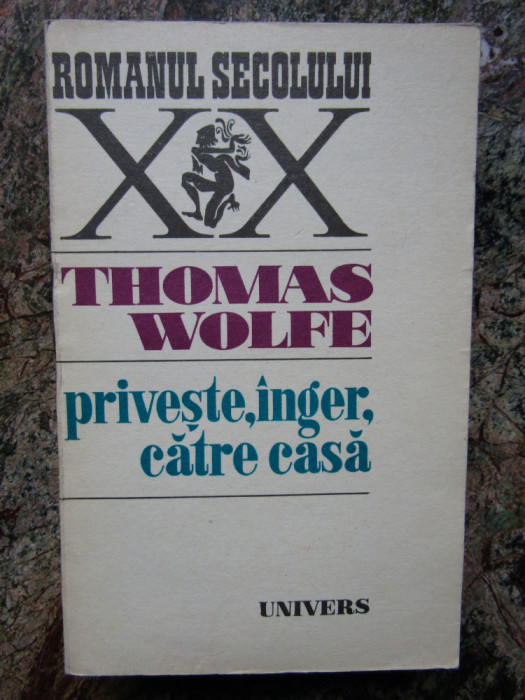 ROMANUL SECOLULUI
XX
THOMAS
WOLFE
privește, înger,
către casă
UNIVERS